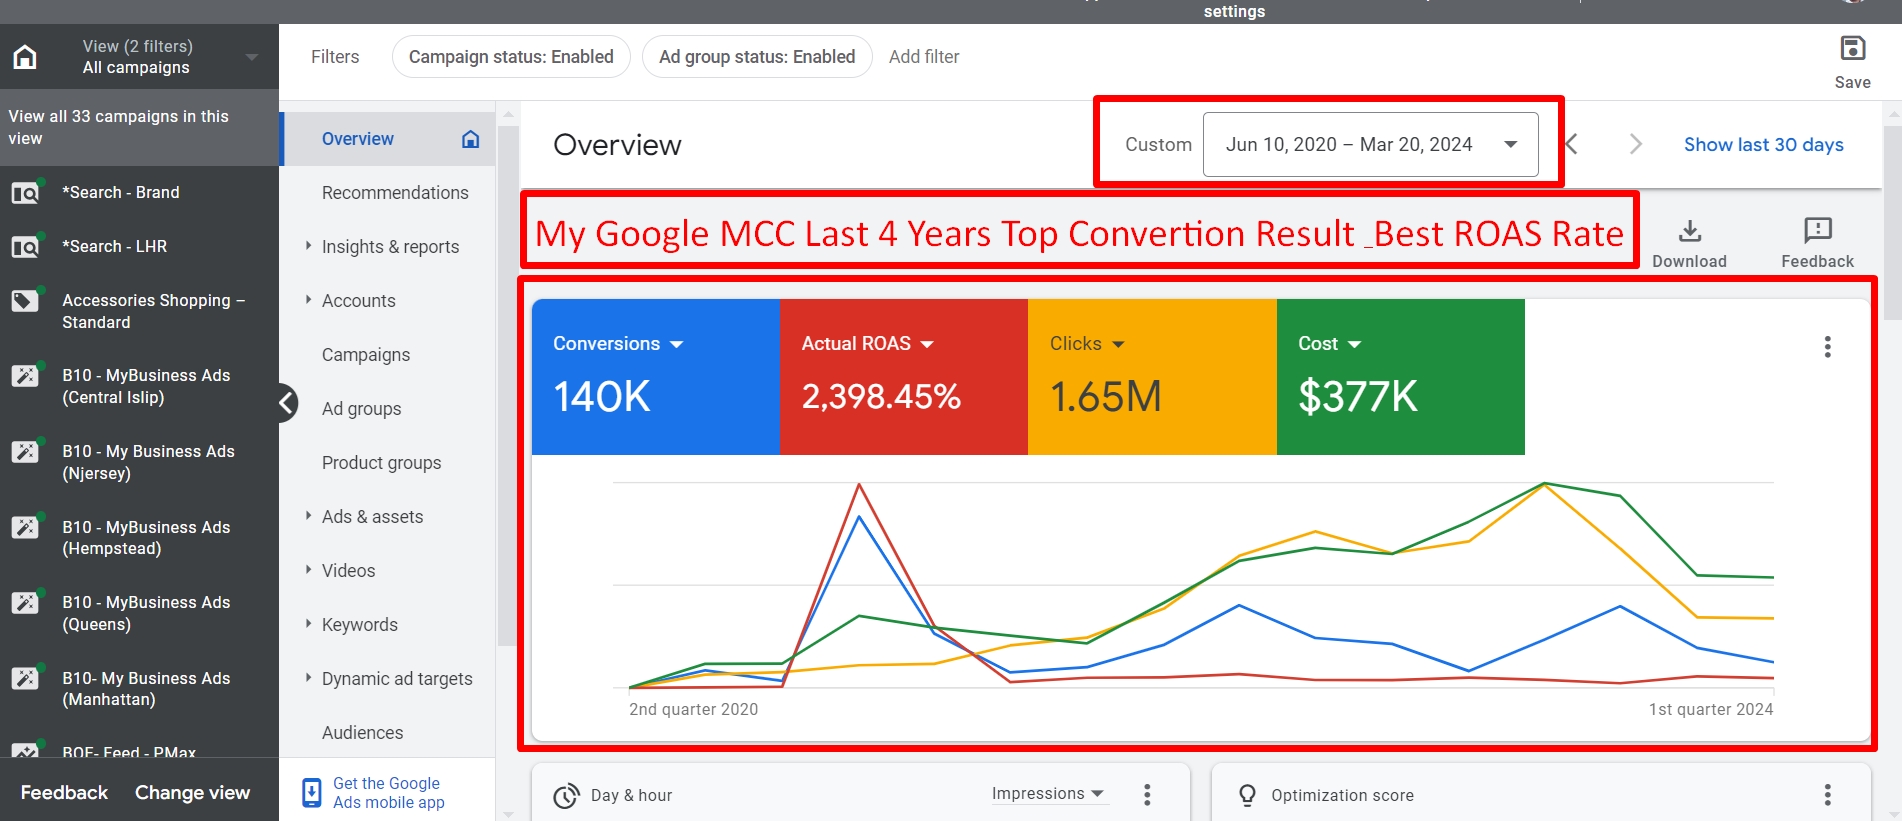 settings
View (2 filters)
All campaigns
View all 33 campaigns in this
view
*Search - Brand
*Search - LHR
Accessories Shopping –
Standard
B10 - MyBusiness Ads
(Central Islip)
B10 - My Business Ads
(Njersey)
B10 - MyBusiness Ads
(Hempstead)
B10 - MyBusiness Ads
(Queens)
B10- My Business Ads
(Manhattan)
BOF- Feed - PMax
Feedback Change view
Filters Campaign status: Enabled Ad group status: Enabled Add filter
Save
Overview
Recommendations
Insights & reports
Accounts
Campaigns
Ad groups
Product groups
Ads & assets
Videos
Keywords
Dynamic ad targets
Audiences
Get the Google
Ads mobile app
Overview Custom Jun 10, 2020 – Mar 20, 2024 Show last 30 days
My Google MCC Last 4 Years Top Convertion Result _Best ROAS Rate
Download Feedback
Conversions Actual ROAS Clicks Cost
140K 2,398.45% 1.65M $377K
2nd quarter 2020 1st quarter 2024
Day & hour Impressions Optimization score